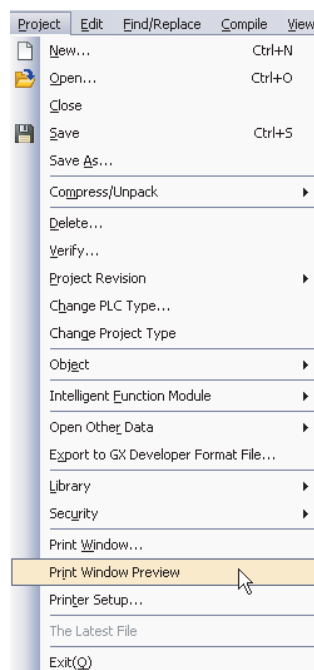 Project Edit Find/Replace Compile View
New... Ctrl+N
Open... Ctrl+O
Close
Save Ctrl+S
Save As...
Compress/Unpack
Delete...
Verify...
Project Revision
Change PLC Type...
Change Project Type
Object
Intelligent Function Module
Open Other Data
Export to GX Developer Format File...
Library
Security
Print Window...
Print Window Preview
Printer Setup...
The Latest File
Exit(Q)